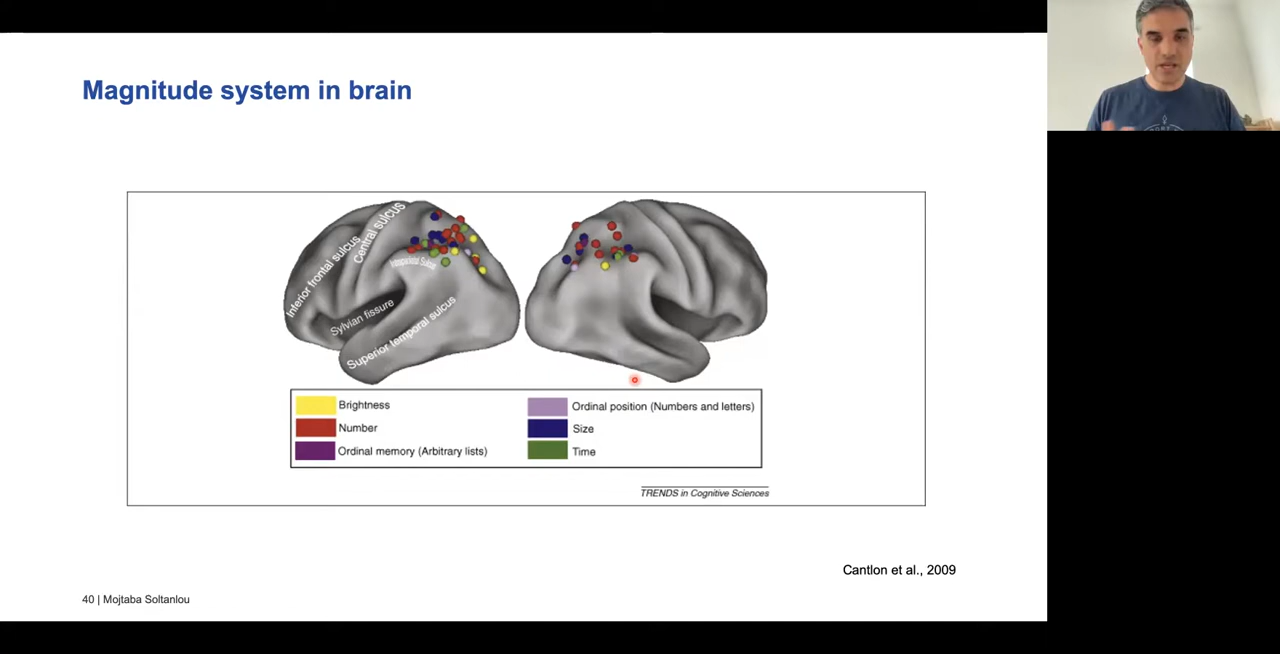 Magnitude system in brain
Inferior frontal sulcus
Central sulcus
Intraparietal Sulcus
Sylvian fissure
Superior temporal sulcus
Brightness
Number
Ordinal memory (Arbitrary lists)
Ordinal position (Numbers and letters)
Size
Time
TRENDS in Cognitive Sciences
Cantlon et al., 2009
40 | Mojtaba Soltanlou